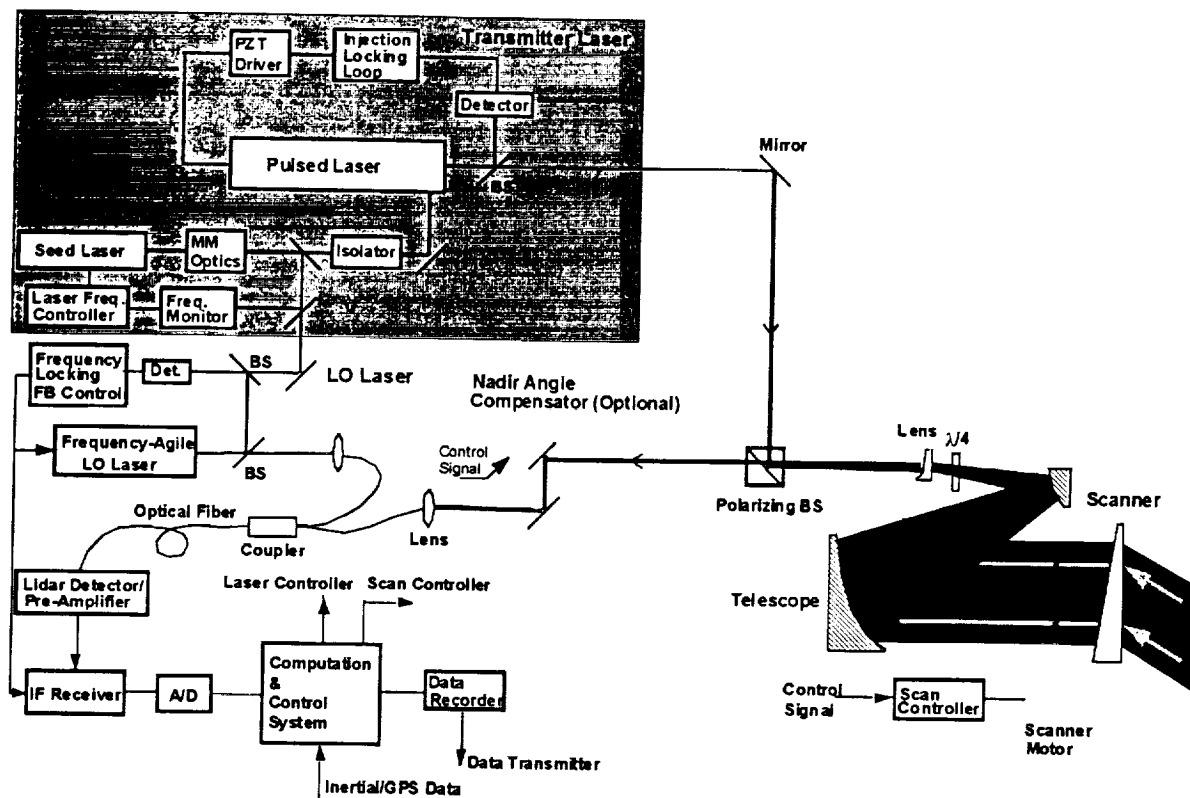 Transmitter Laser
PZT
Driver
Injection
Locking
Loop
Detector
Pulsed Laser
BS
Mirror
Seed Laser
MM
Optics
Isolator
Laser Freq.
Controller
Freq.
Monitor
Frequency
Locking
FB Control
Det.
BS
LO Laser
Nadir Angle
Compensator (Optional)
Frequency-Agile
LO Laser
BS
Control
Signal
Lens
λ/4
Polarizing BS
Scanner
Optical Fiber
Coupler
Lens
Lidar Detector/
Pre-Amplifier
Laser Controller
Scan Controller
Telescope
IF Receiver
A/D
Computation
&
Control
System
Data
Recorder
Control
Signal
Scan
Controller
Scanner
Motor
Data Transmitter
Inertial/GPS Data